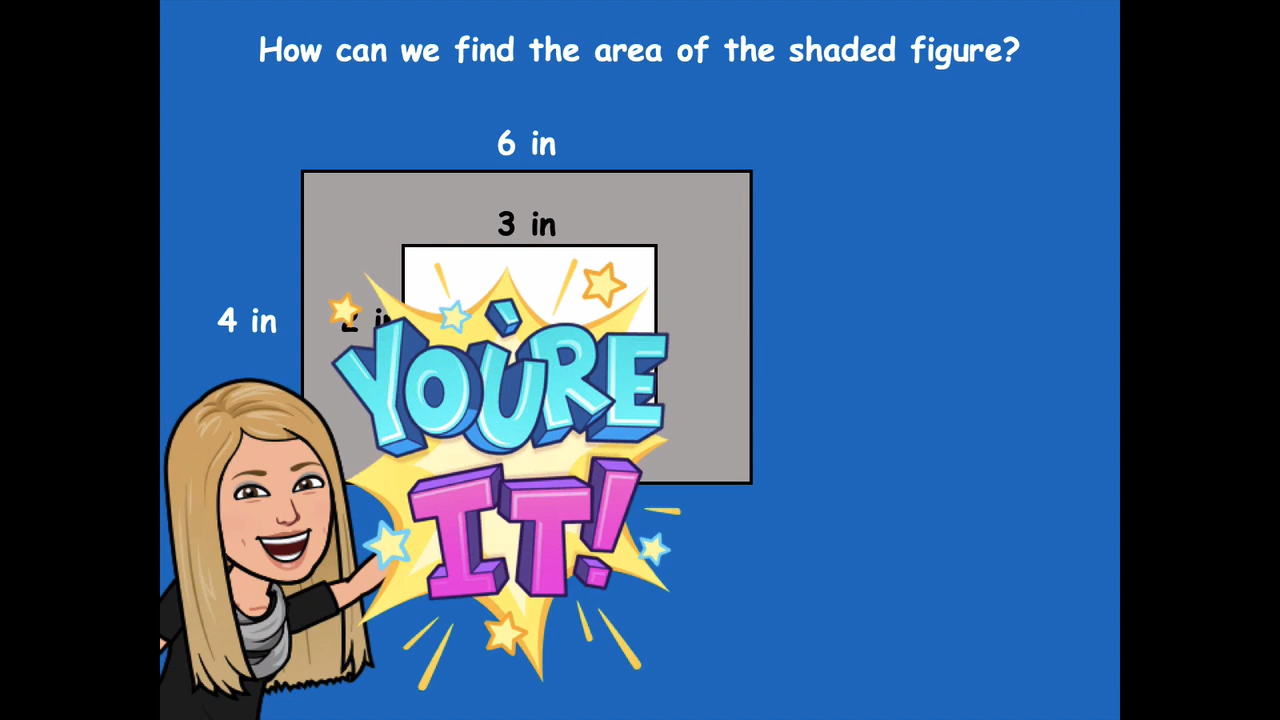 How can we find the area of the shaded figure?
6 in
3 in
4 in
YOU'RE
IT!